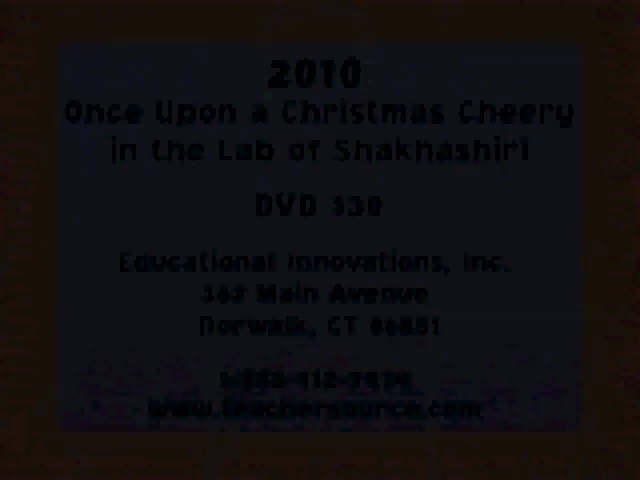 2010
Once Upon a Christmas Cheery
in the Lab of Shakhashiri
DVD
Educational Innovations, Inc.
362 Main Avenue
Norwalk, CT 06851
www.teachersource.com